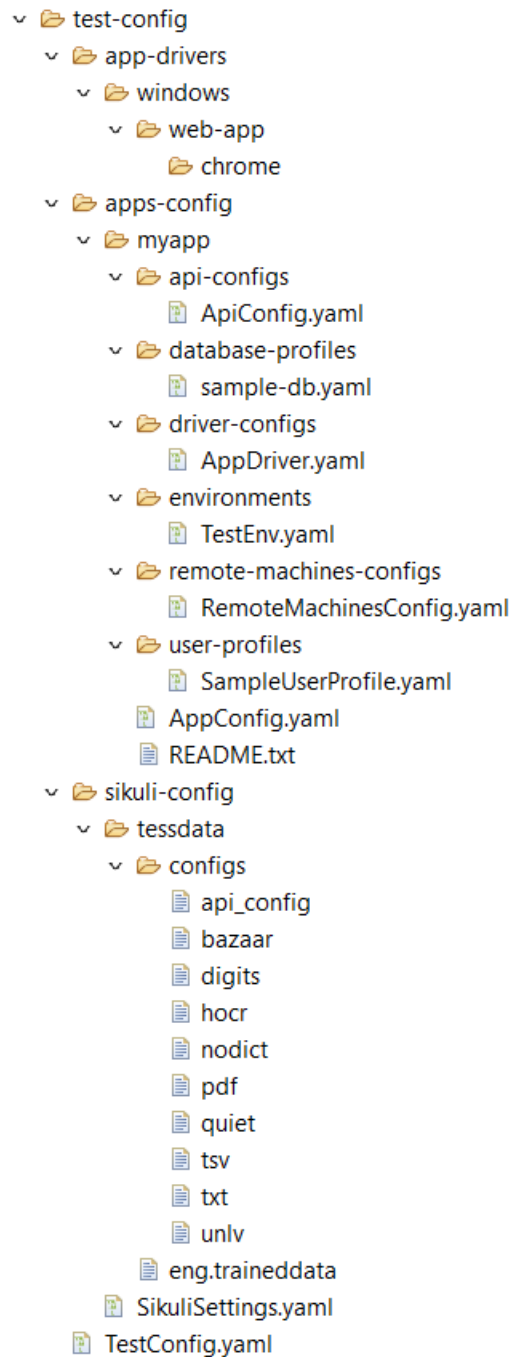 test-config
app-drivers
windows
web-app
chrome
apps-config
myapp
api-configs
ApiConfig.yaml
database-profiles
sample-db.yaml
driver-configs
AppDriver.yaml
environments
TestEnv.yaml
remote-machines-configs
RemoteMachinesConfig.yaml
user-profiles
SampleUserProfile.yaml
AppConfig.yaml
README.txt
sikuli-config
tessdata
configs
api_config
bazaar
digits
hocr
nodict
pdf
quiet
tsv
txt
unlv
eng.traineddata
SikuliSettings.yaml
TestConfig.yaml